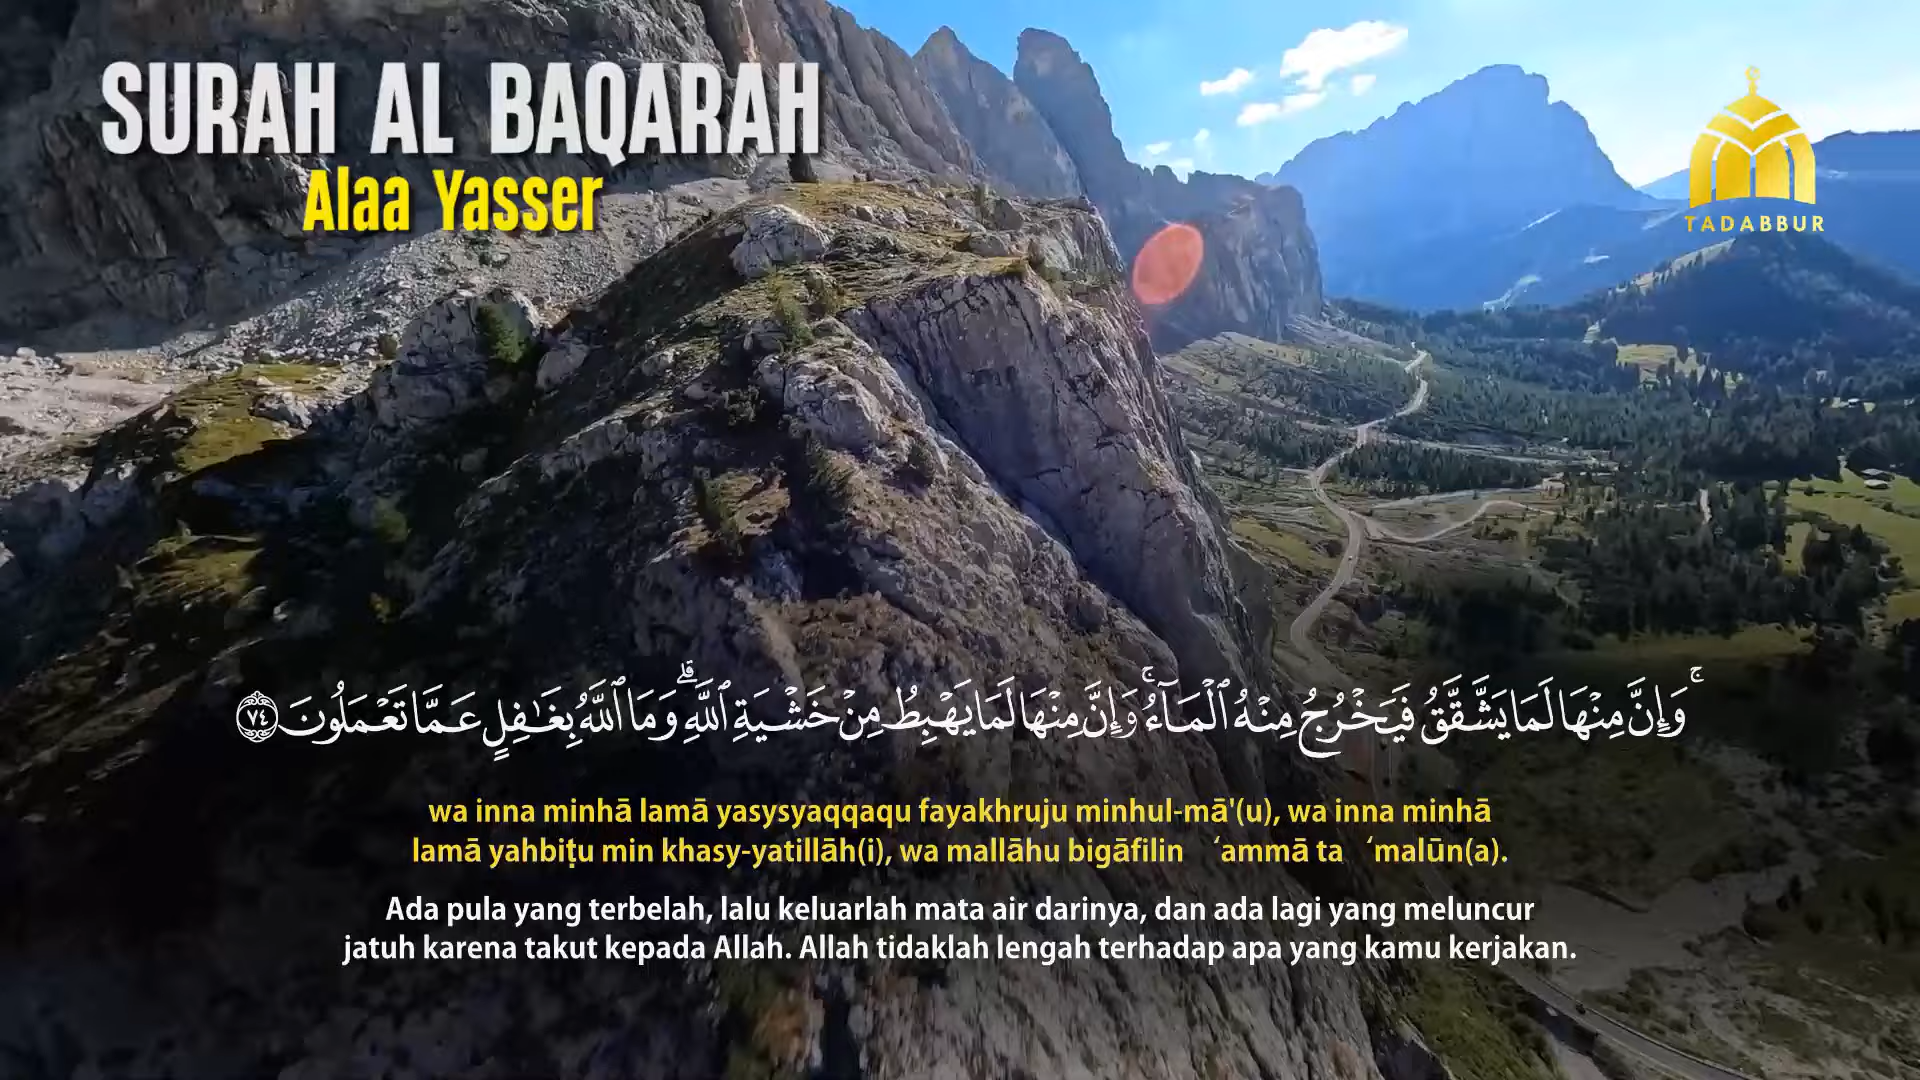 SURAH AL BAQARAH
Alaa Yasser
TADABBUR
ۚ وَإِنَّ مِنْهَا لَمَا يَشَّقَّقُ فَيَخْرُجُ مِنْهُ ٱلْمَآءُ ۚ وَإِنَّ مِنْهَا لَمَا يَهْبِطُ مِنْ خَشْيَةِ ٱللَّهِ ۗ وَمَا ٱللَّهُ بِغَـٰفِلٍ عَمَّا تَعْمَلُونَ ٧٤
wa inna minhā lamā yasysyaqqaqu fayakhruju minhul-mā'(u), wa inna minhā
lamā yahbiṭu min khasy-yatillāh(i), wa mallāhu bigāfilin ‘ammā ta ‘malūn(a).
Ada pula yang terbelah, lalu keluarlah mata air darinya, dan ada lagi yang meluncur
jatuh karena takut kepada Allah. Allah tidaklah lengah terhadap apa yang kamu kerjakan.